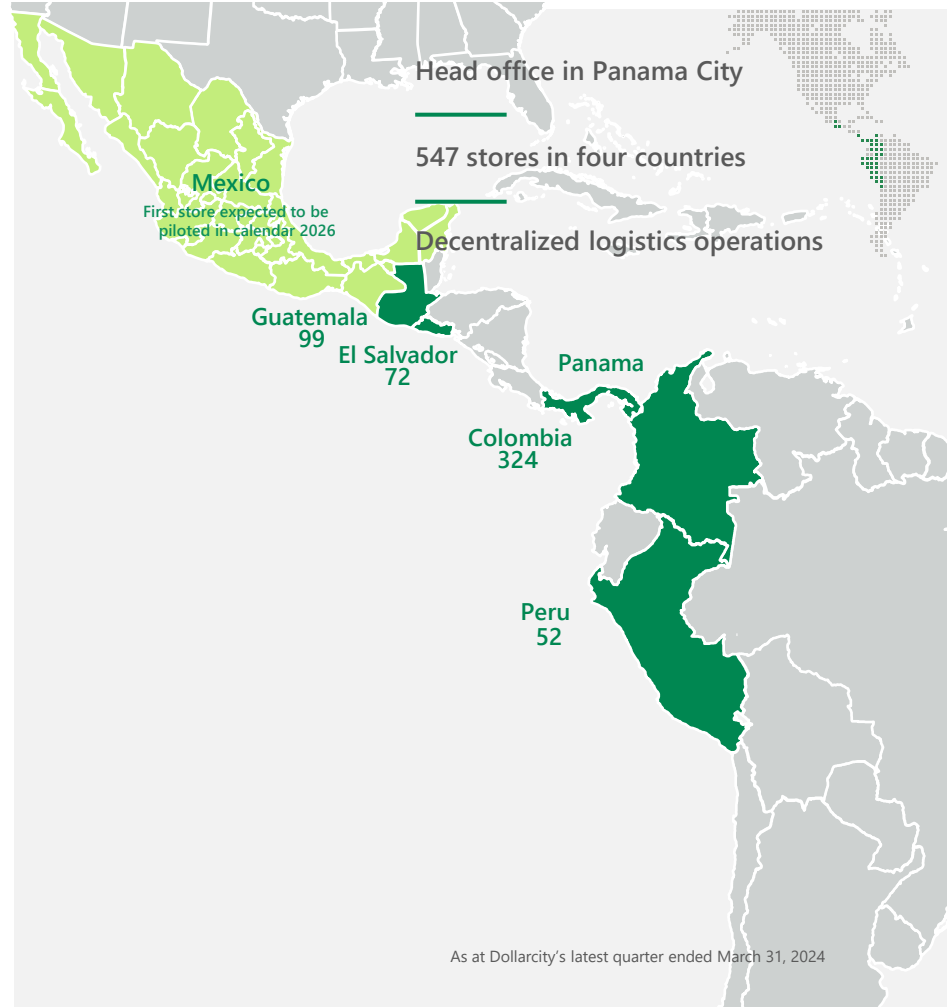 Head office in Panama City
547 stores in four countries
Decentralized logistics operations
Mexico
First store expected to be
piloted in calendar 2026
Guatemala
99
El Salvador
72
Panama
Colombia
324
Peru
52
As at Dollarcity’s latest quarter ended March 31, 2024